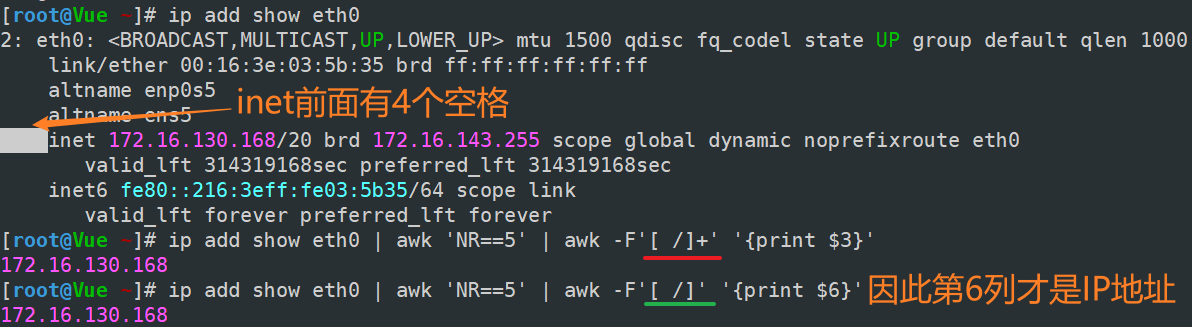 [root@Vue ~]# ip add show eth0
2: eth0: <BROADCAST,MULTICAST,UP,LOWER_UP> mtu 1500 qdisc fq_codel state UP group default qlen 1000
    link/ether 00:16:3e:03:5b:35 brd ff:ff:ff:ff:ff:ff
    altname enp0s5
inet前面有4个空格
    altname ens5
    inet 172.16.130.168/20 brd 172.16.143.255 scope global dynamic noprefixroute eth0
       valid_lft 314319168sec preferred_lft 314319168sec
    inet6 fe80::216:3eff:fe03:5b35/64 scope link
       valid_lft forever preferred_lft forever
[root@Vue ~]# ip add show eth0 | awk 'NR==5' | awk -F'[ /]+' '{print $3}'
172.16.130.168
[root@Vue ~]# ip add show eth0 | awk 'NR==5' | awk -F'[ /]' '{print $6}'因此第6列才是IP地址
172.16.130.168